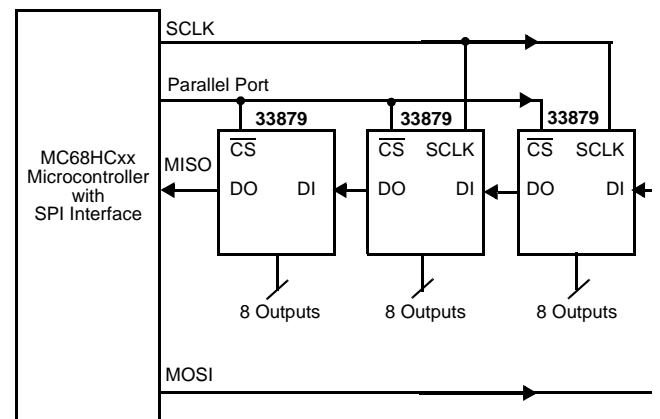 SCLK
Parallel Port
33879
33879
33879
MC68HCxx
Microcontroller
with
SPI Interface
MISO
CS
DO
DI
CS
SCLK
DO
DI
CS
SCLK
DO
DI
8 Outputs
8 Outputs
8 Outputs
MOSI